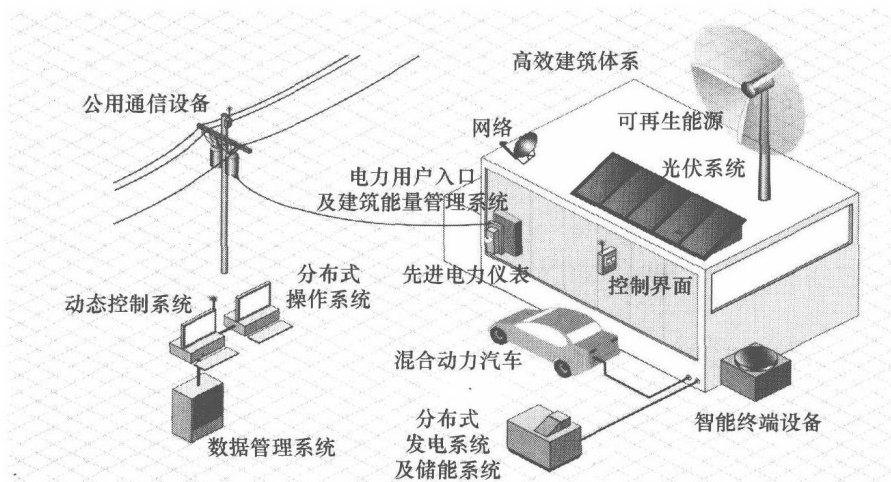 高效建筑体系
公用通信设备
网络
可再生能源
光伏系统
电力用户入口
及建筑能量管理系统
先进电力仪表
控制界面
分布式
操作系统
动态控制系统
混合动力汽车
智能终端设备
分布式
发电系统
及储能系统
数据管理系统